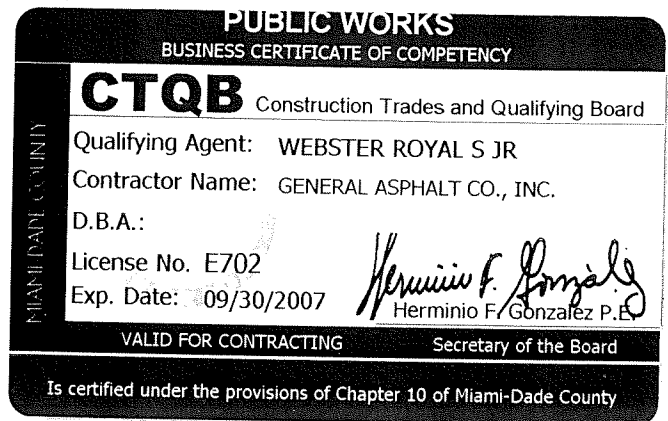 PUBLIC WORKS
BUSINESS CERTIFICATE OF COMPETENCY
MIAMI-DADE COUNTY
CTQB Construction Trades and Qualifying Board
Qualifying Agent: WEBSTER ROYAL S JR
Contractor Name: GENERAL ASPHALT CO., INC.
D.B.A.:
License No. E702
Exp. Date: 09/30/2007
Herminio F. Gonzalez
Herminio F. Gonzalez P.E.
VALID FOR CONTRACTING Secretary of the Board
Is certified under the provisions of Chapter 10 of Miami-Dade County